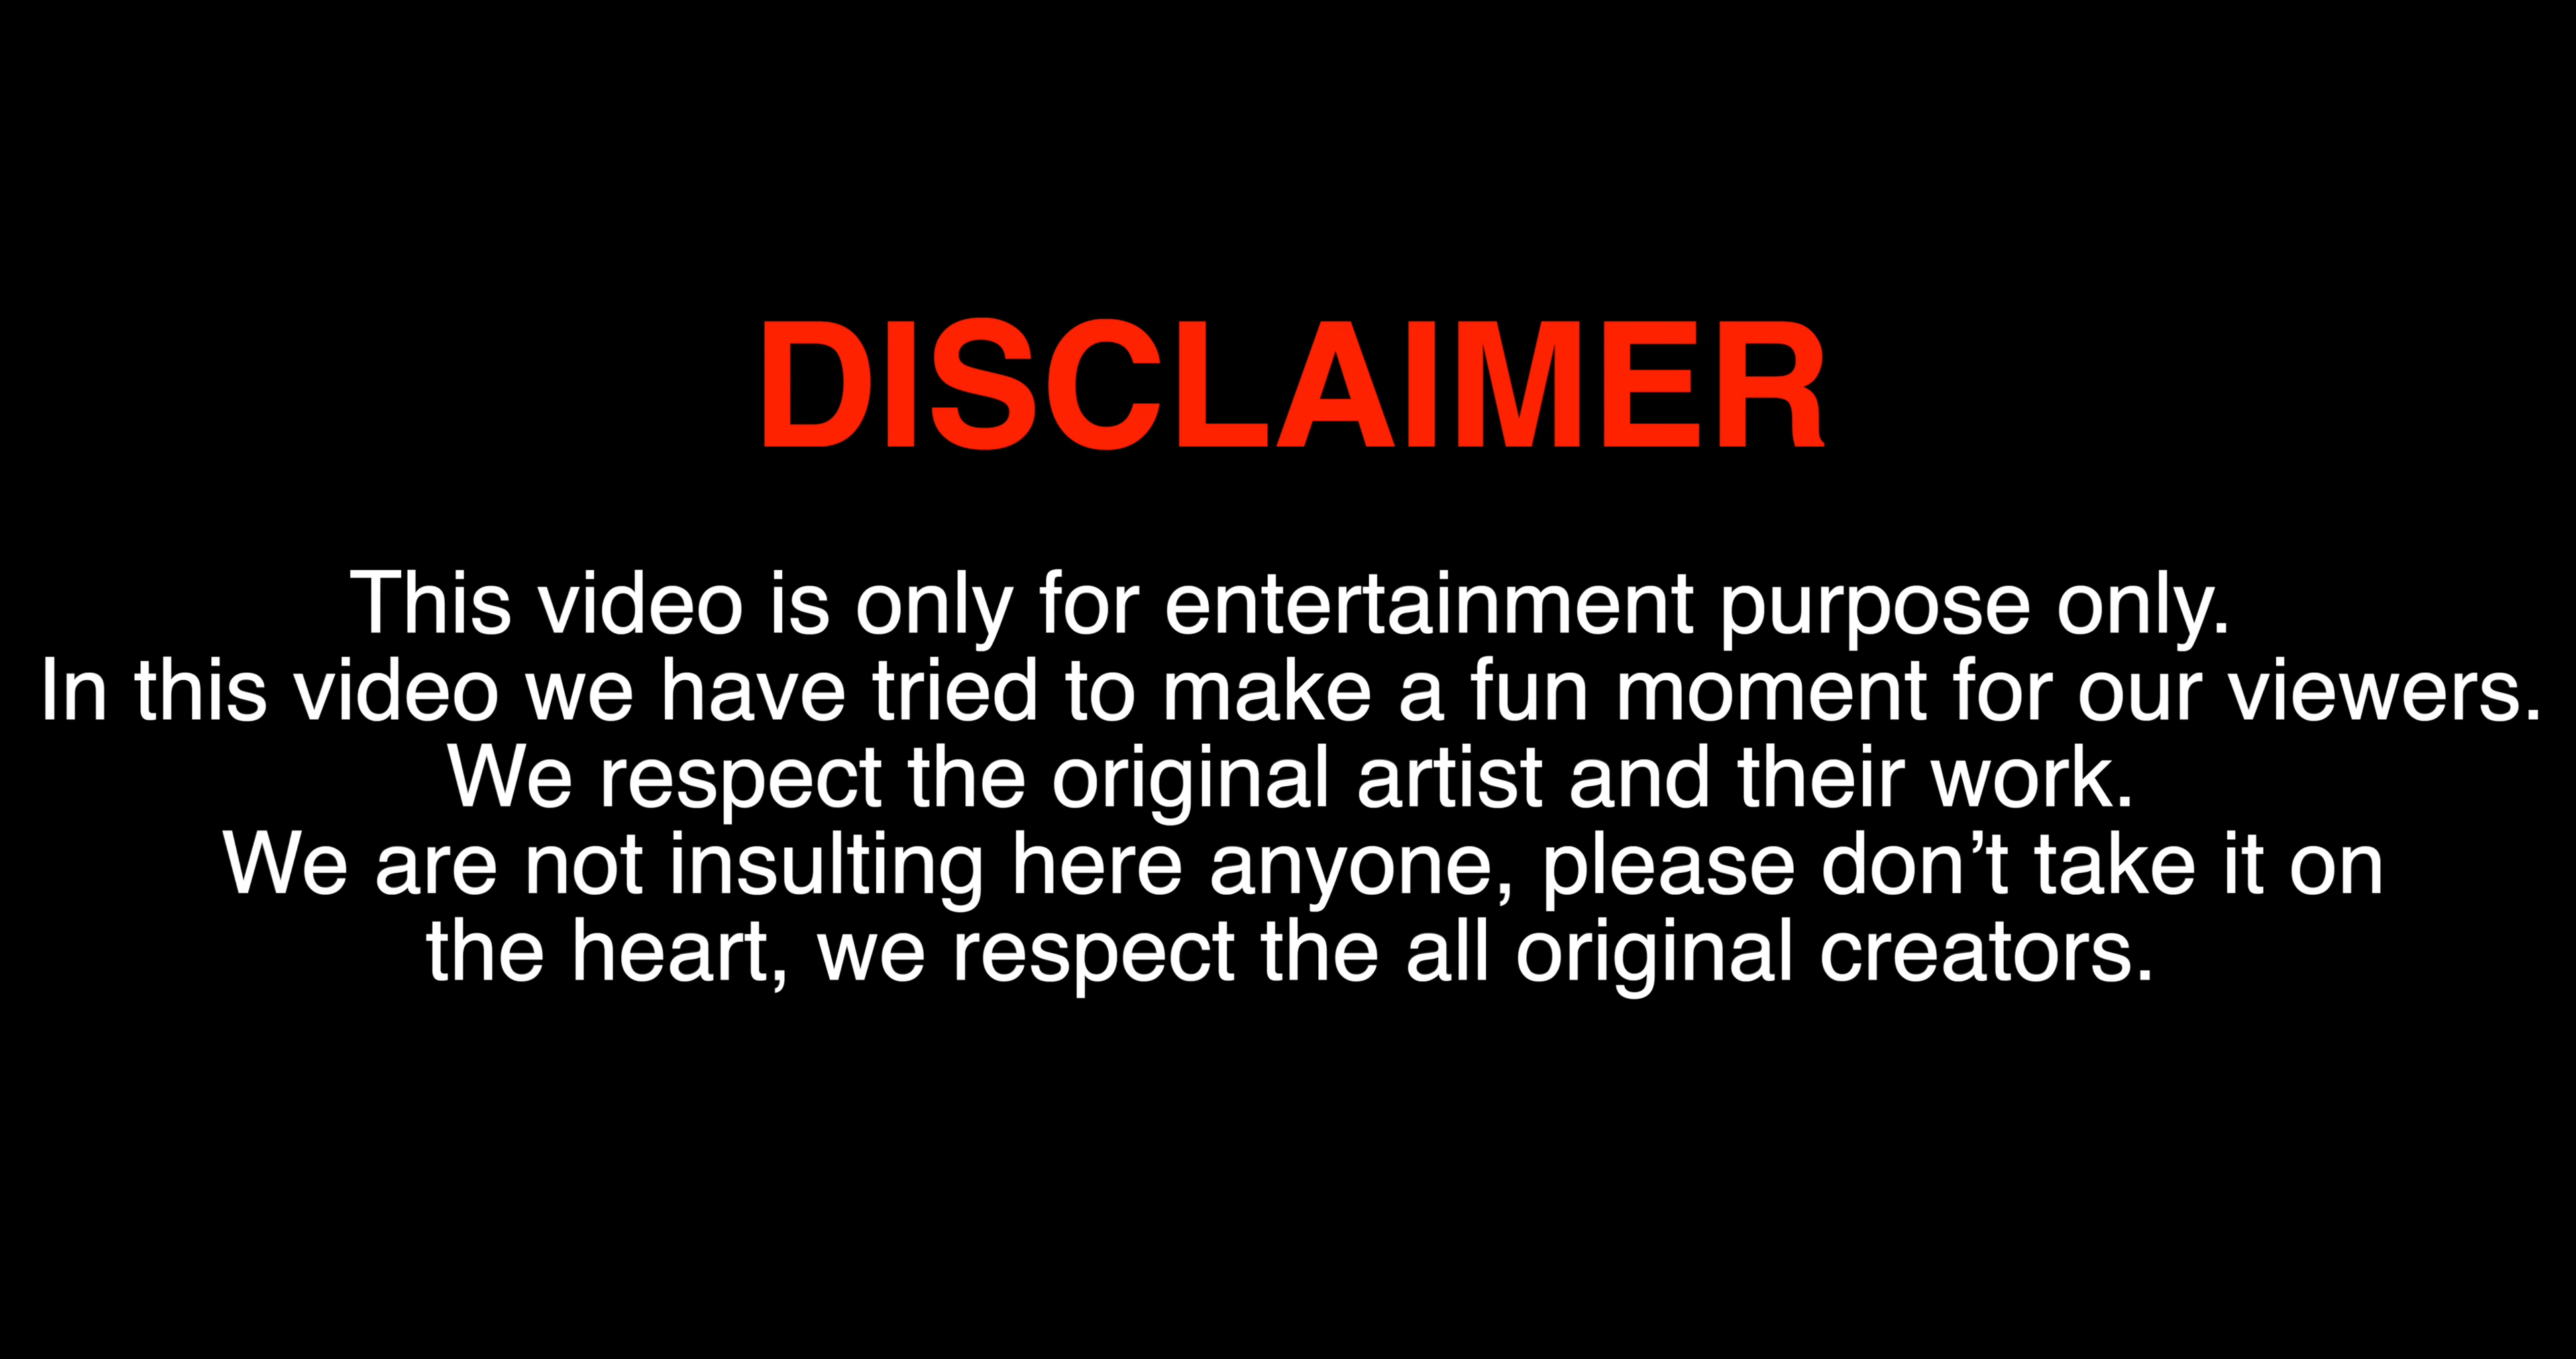 DISCLAIMER
This video is only for entertainment purpose only.
In this video we have tried to make a fun moment for our viewers.
We respect the original artist and their work.
We are not insulting here anyone, please don’t take it on
the heart, we respect the all original creators.